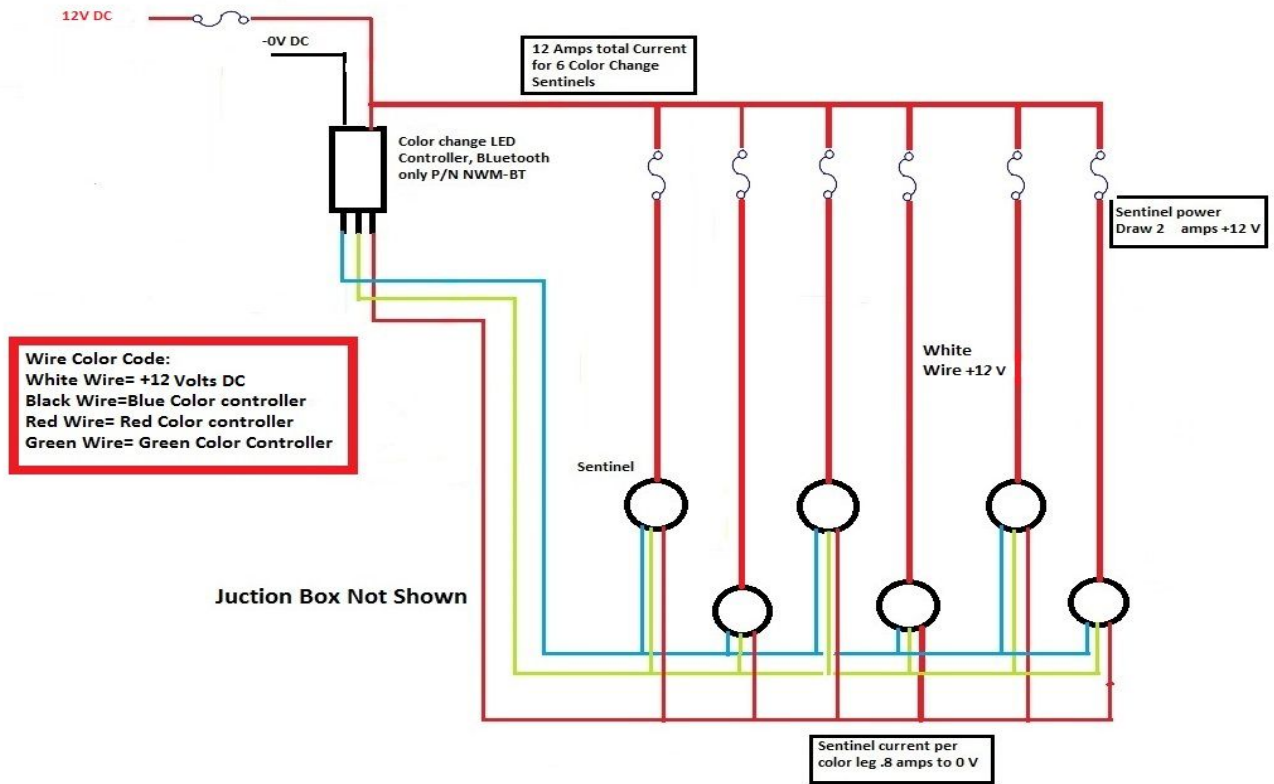 12V DC
-0V DC
12 Amps total Current
for 6 Color Change
Sentinels
Color change LED
Controller, BLuetooth
only P/N NWM-BT
Sentinel power
Draw 2 amps +12 V
Wire Color Code:
White Wire= +12 Volts DC
Black Wire=Blue Color controller
Red Wire= Red Color controller
Green Wire= Green Color Controller
White
Wire +12 V
Sentinel
Juction Box Not Shown
Sentinel current per
color leg .8 amps to 0 V